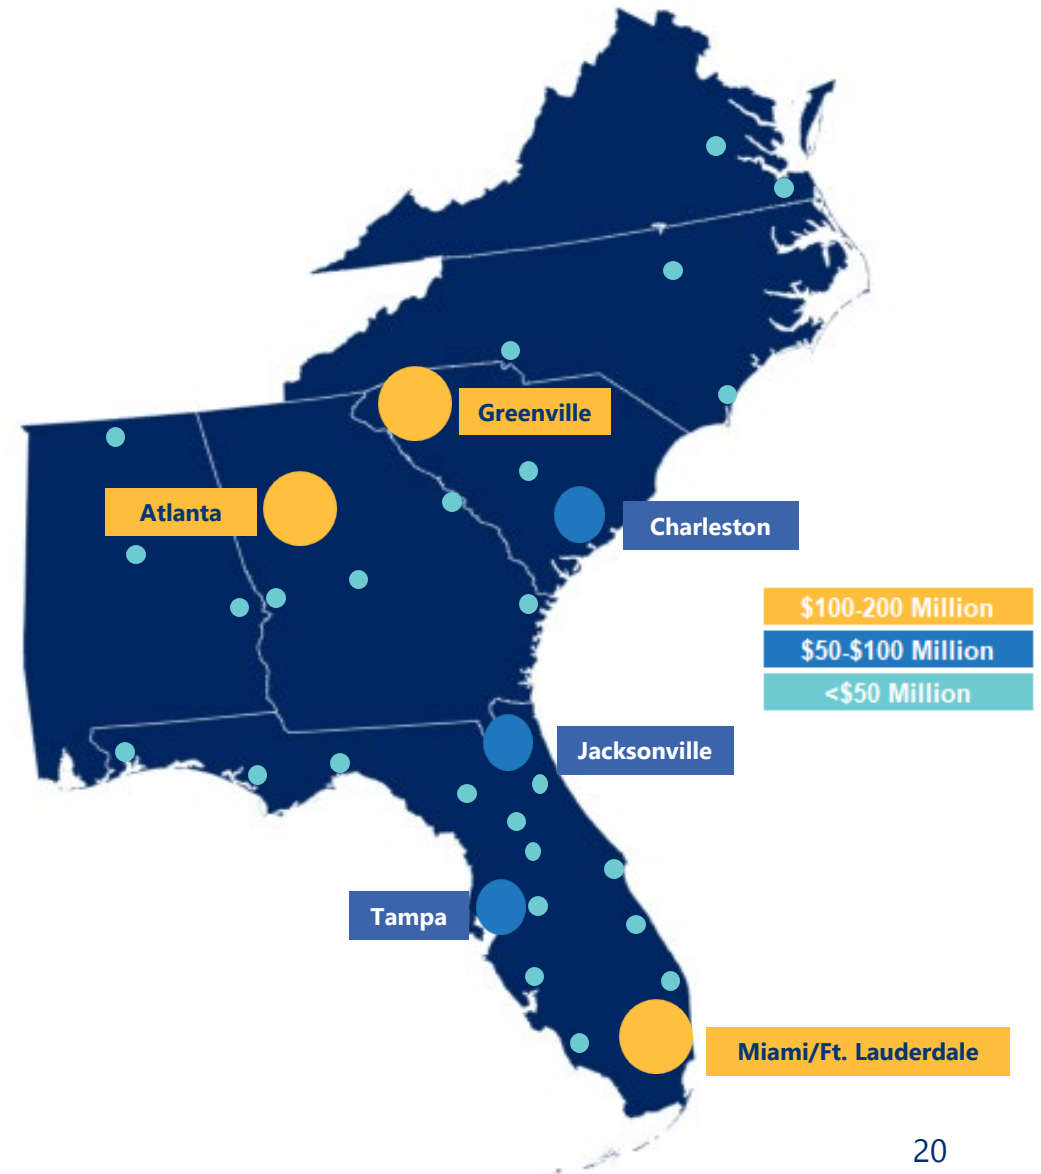 Greenville
Atlanta
Charleston
$100-200 Million
$50-$100 Million
<$50 Million
Jacksonville
Tampa
Miami/Ft. Lauderdale
20